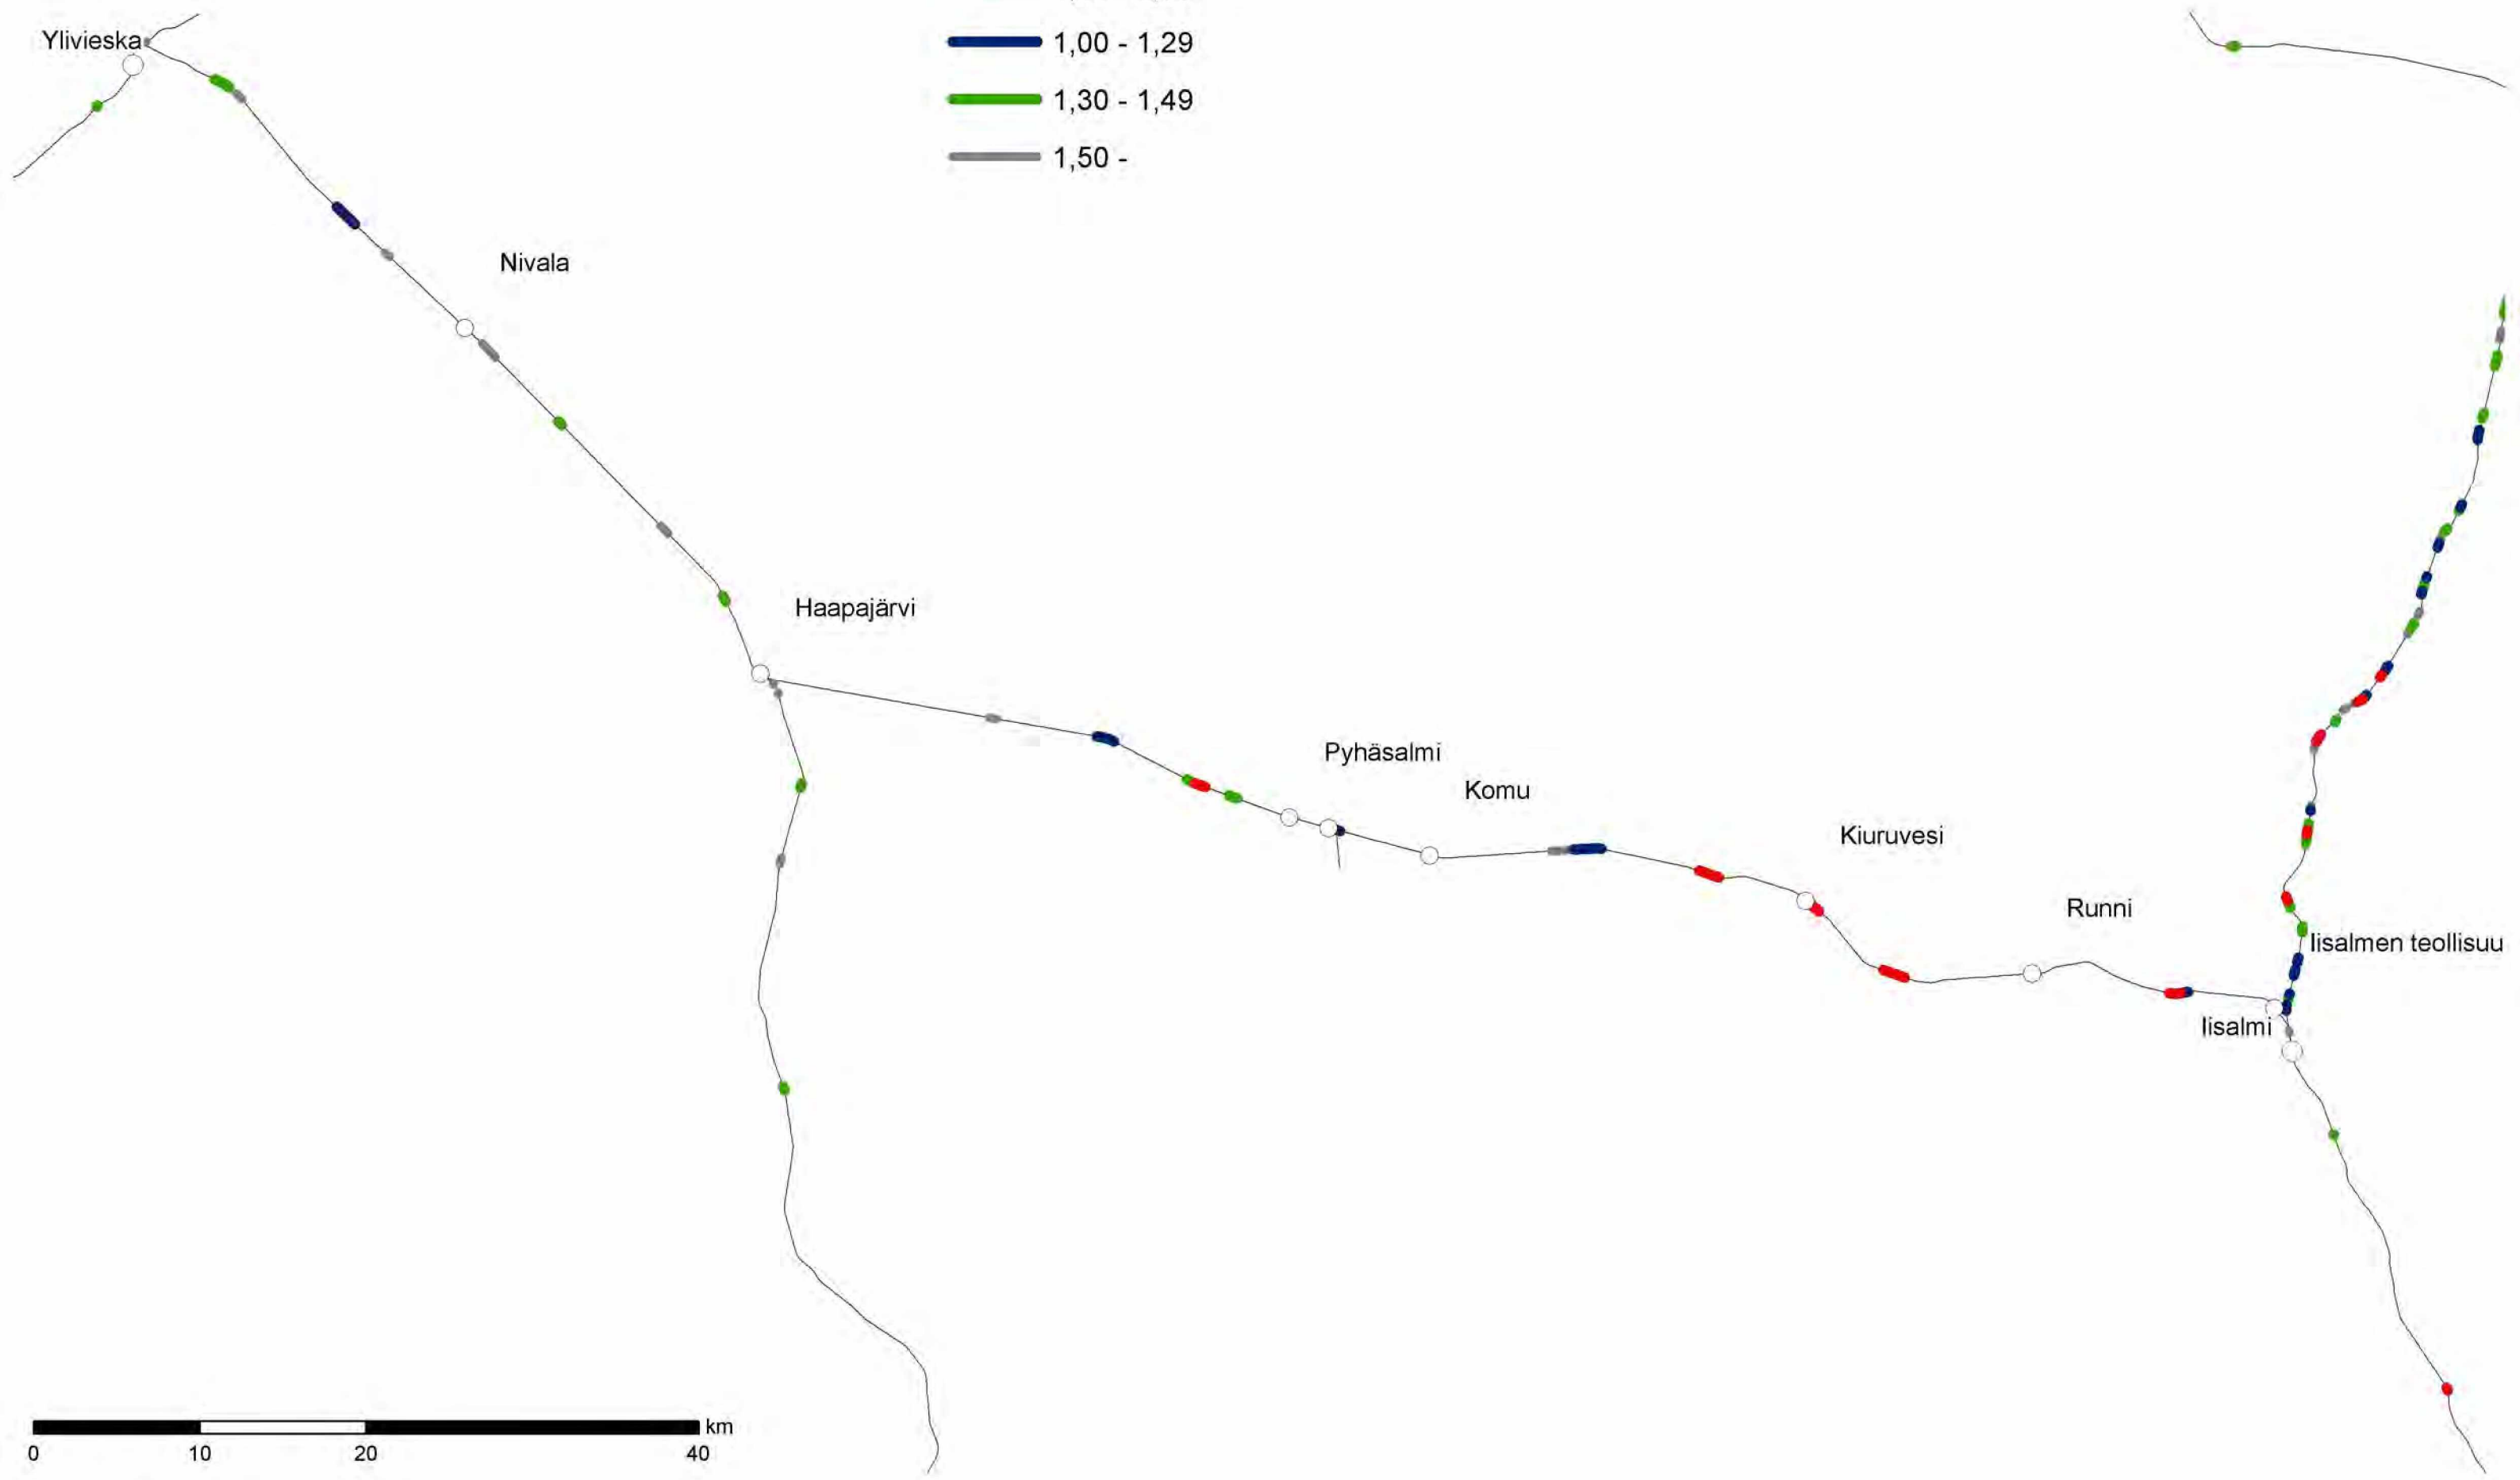 Ylivieska
1,00 - 1,29
1,30 - 1,49
1,50 -
Nivala
Haapajärvi
Pyhäsalmi
Komu
Kiuruvesi
Runni
Iisalmen teollisuu
Iisalmi
km
0 10 20 40